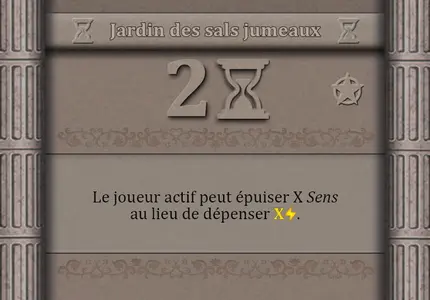 Jardin des sals jumeaux
2
Le joueur actif peut épuiser X Sens
au lieu de dépenser X⚡.